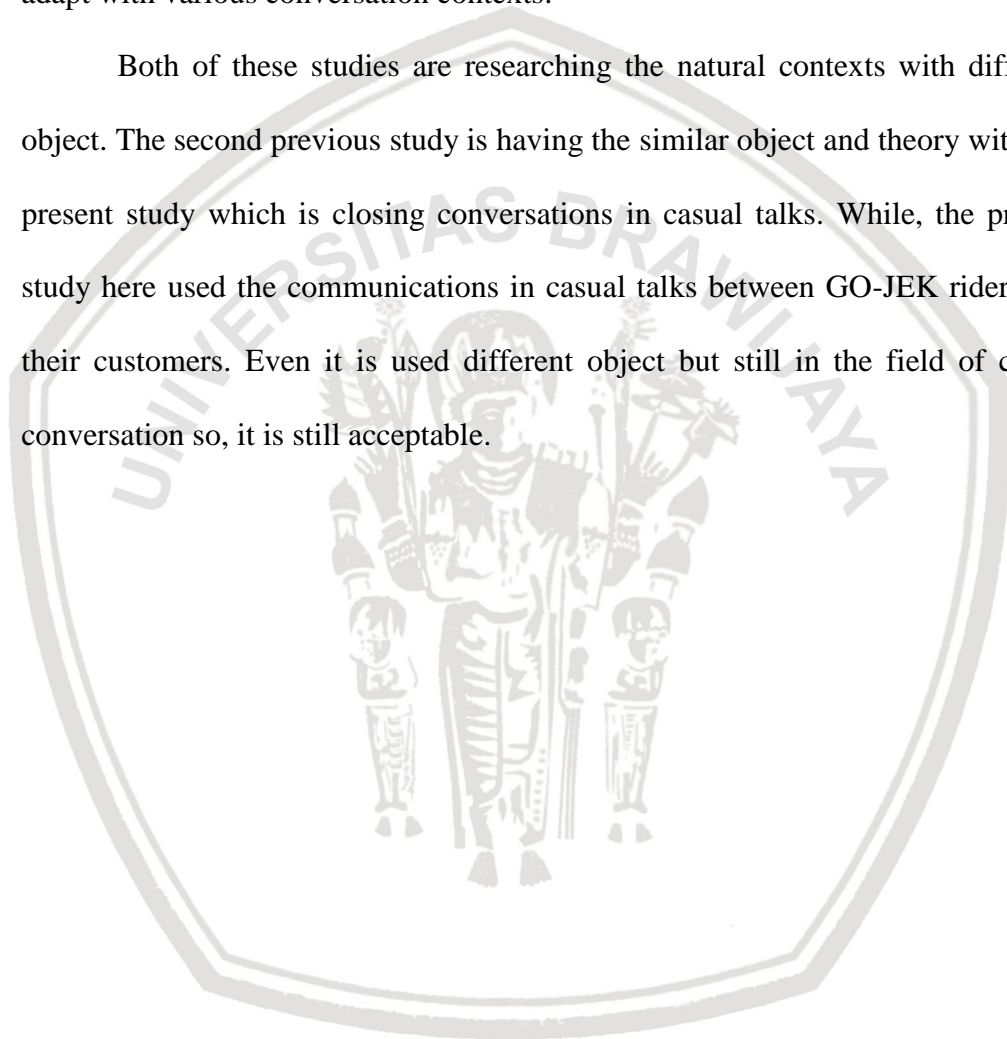 adapt with various conversation contexts.
Both of these studies are researching the natural contexts with diff
object. The second previous study is having the similar object and theory wit
present study which is closing conversations in casual talks. While, the pr
study here used the communications in casual talks between GO-JEK rider
their customers. Even it is used different object but still in the field of c
conversation so, it is still acceptable.
UNIVERSITAS BRAWIJAYA